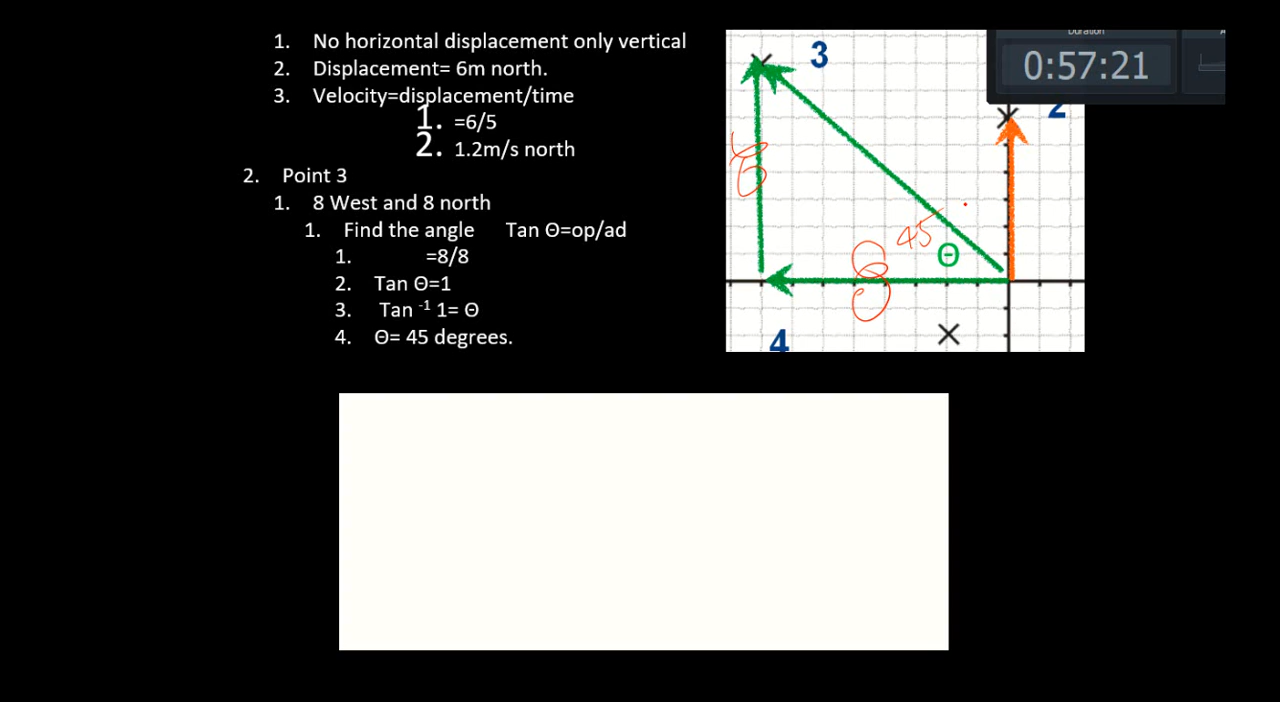 1. No horizontal displacement only vertical
2. Displacement= 6m north.
3. Velocity=displacement/time
1. =6/5
2. 1.2m/s north
2. Point 3
1. 8 West and 8 north
1. Find the angle Tan Θ=op/ad
1. =8/8
2. Tan Θ=1
3. Tan -1 1= Θ
4. Θ= 45 degrees.
3
Duration
0:57:21
2
45
Θ
8
4